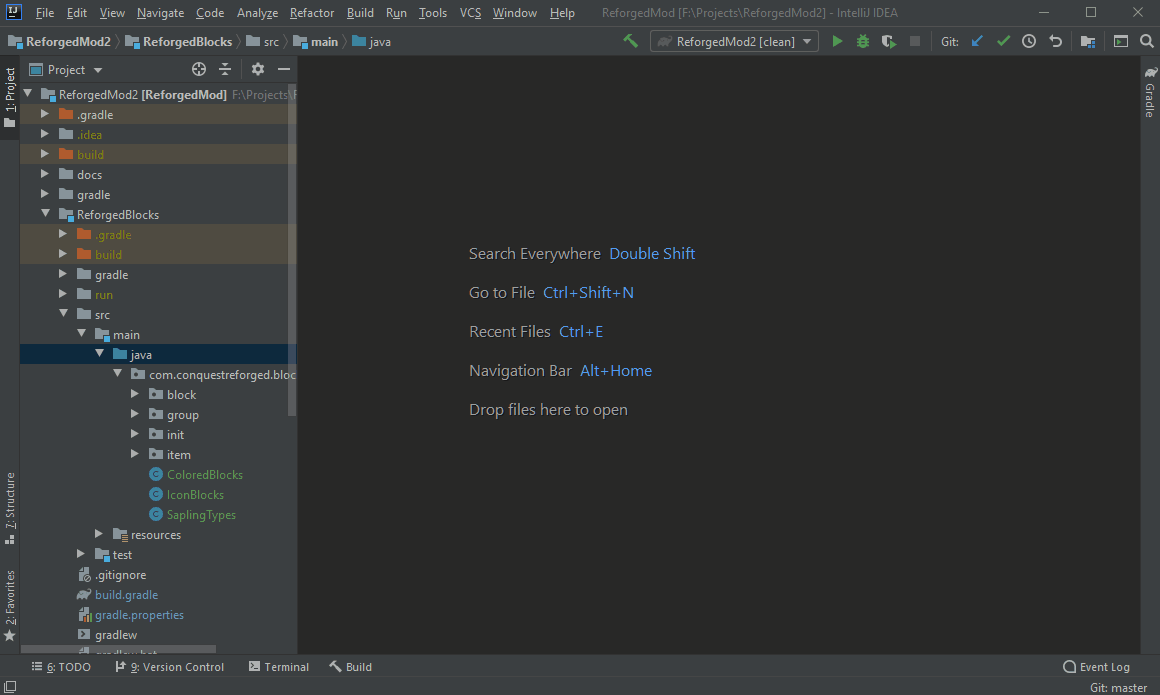 IJ File Edit View Navigate Code Analyze Refactor Build Run Tools VCS Window Help ReforgedMod [F:\Projects\ReforgedMod2] - IntelliJ IDEA
ReforgedMod2 ReforgedBlocks src main java ReforgedMod2 [clean] Git:
1: Project
Project
ReforgedMod2 [ReforgedMod] F:\Projects\
.gradle
.idea
build
docs
gradle
ReforgedBlocks
.gradle
build
gradle
run
src
main
java
com.conquestreforged.bloc
block
group
init
item
ColoredBlocks
IconBlocks
SaplingTypes
resources
test
.gitignore
build.gradle
gradle.properties
gradlew
gradlew.bat
Search Everywhere Double Shift
Go to File Ctrl+Shift+N
Recent Files Ctrl+E
Navigation Bar Alt+Home
Drop files here to open
Gradle
7: Structure
2: Favorites
6: TODO 9: Version Control Terminal Build Event Log
Git: master